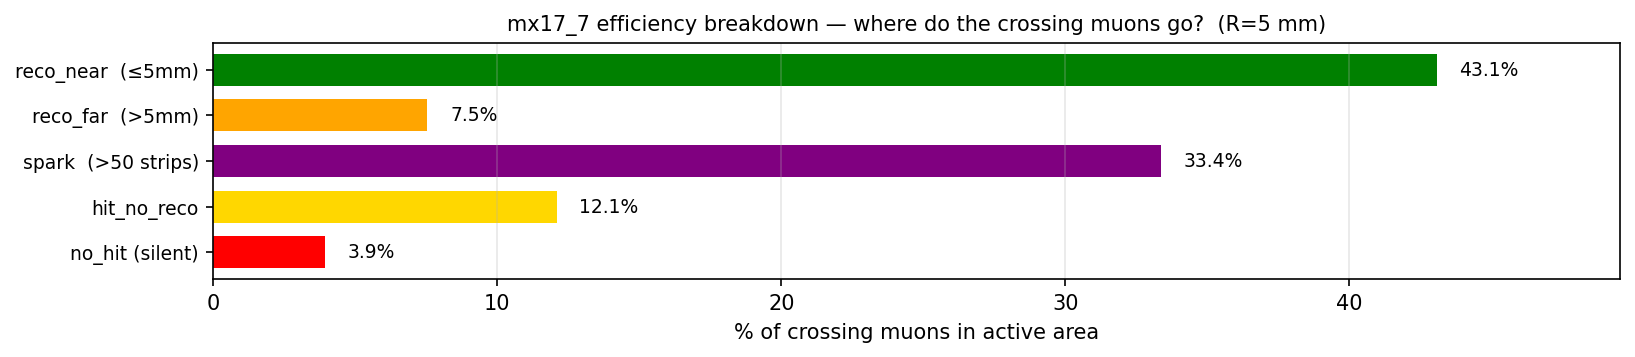 mx17_7 efficiency breakdown — where do the crossing muons go?  (R=5 mm)
reco_near  (≤5mm)
43.1%
reco_far  (>5mm)
7.5%
spark  (>50 strips)
33.4%
hit_no_reco
12.1%
no_hit (silent)
3.9%
0 10 20 30 40
% of crossing muons in active area